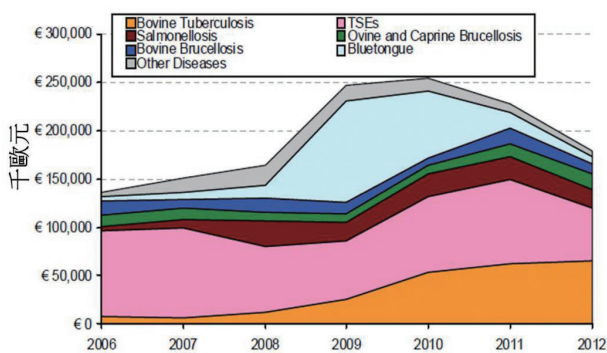 千歐元
€ 300,000
€ 250,000
€ 200,000
€ 150,000
€ 100,000
€ 50,000
€ 0
Bovine Tuberculosis
TSEs
Salmonellosis
Ovine and Caprine Brucellosis
Bovine Brucellosis
Bluetongue
Other Diseases
2006 2007 2008 2009 2010 2011 2012